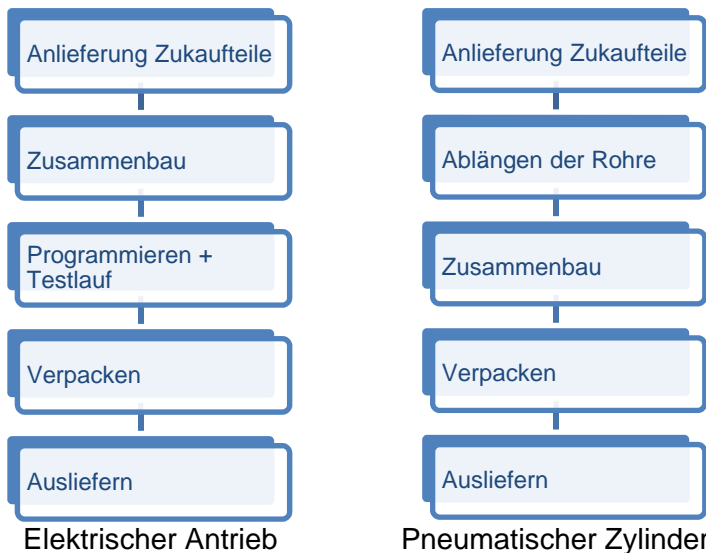 Anlieferung Zukaufteile
Zusammenbau
Programmieren +
Testlauf
Verpacken
Ausliefern
Elektrischer Antrieb
Anlieferung Zukaufteile
Ablängen der Rohre
Zusammenbau
Verpacken
Ausliefern
Pneumatischer Zylinder